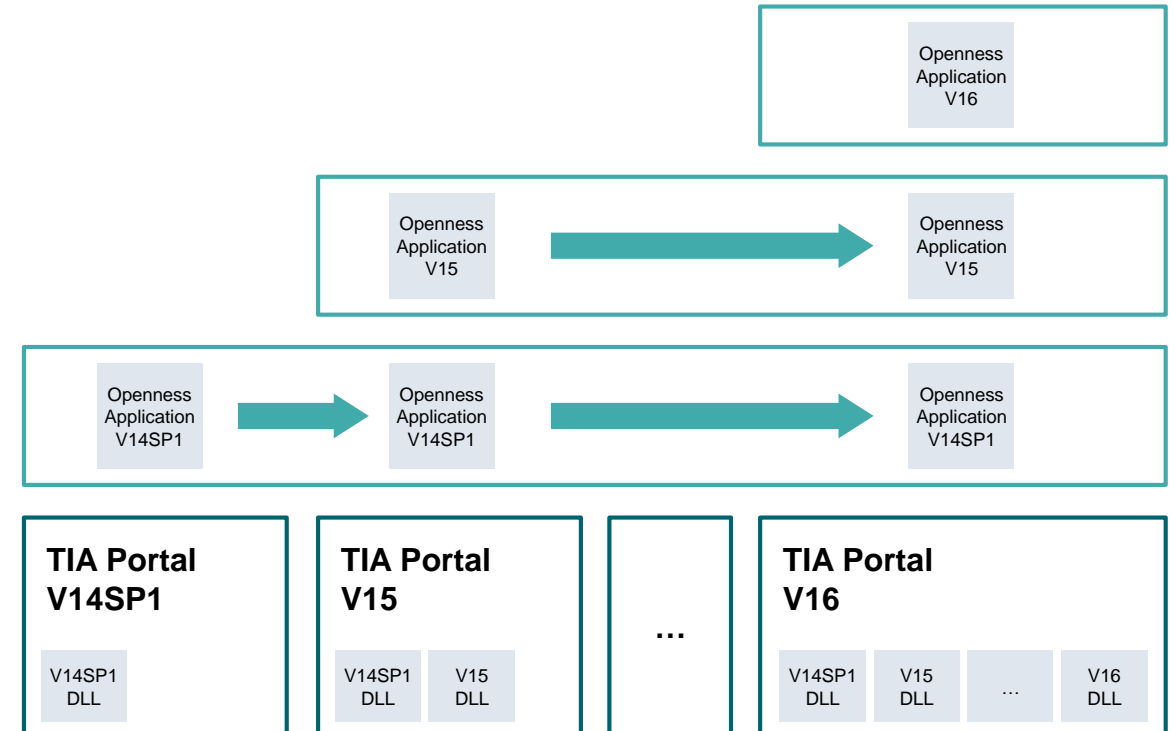 Openness
Application
V16
Openness
Application
V15
Openness
Application
V15
Openness
Application
V14SP1
Openness
Application
V14SP1
Openness
Application
V14SP1
TIA Portal
V14SP1
V14SP1
DLL
TIA Portal
V15
V14SP1
DLL
V15
DLL
...
TIA Portal
V16
V14SP1
DLL
V15
DLL
...
V16
DLL